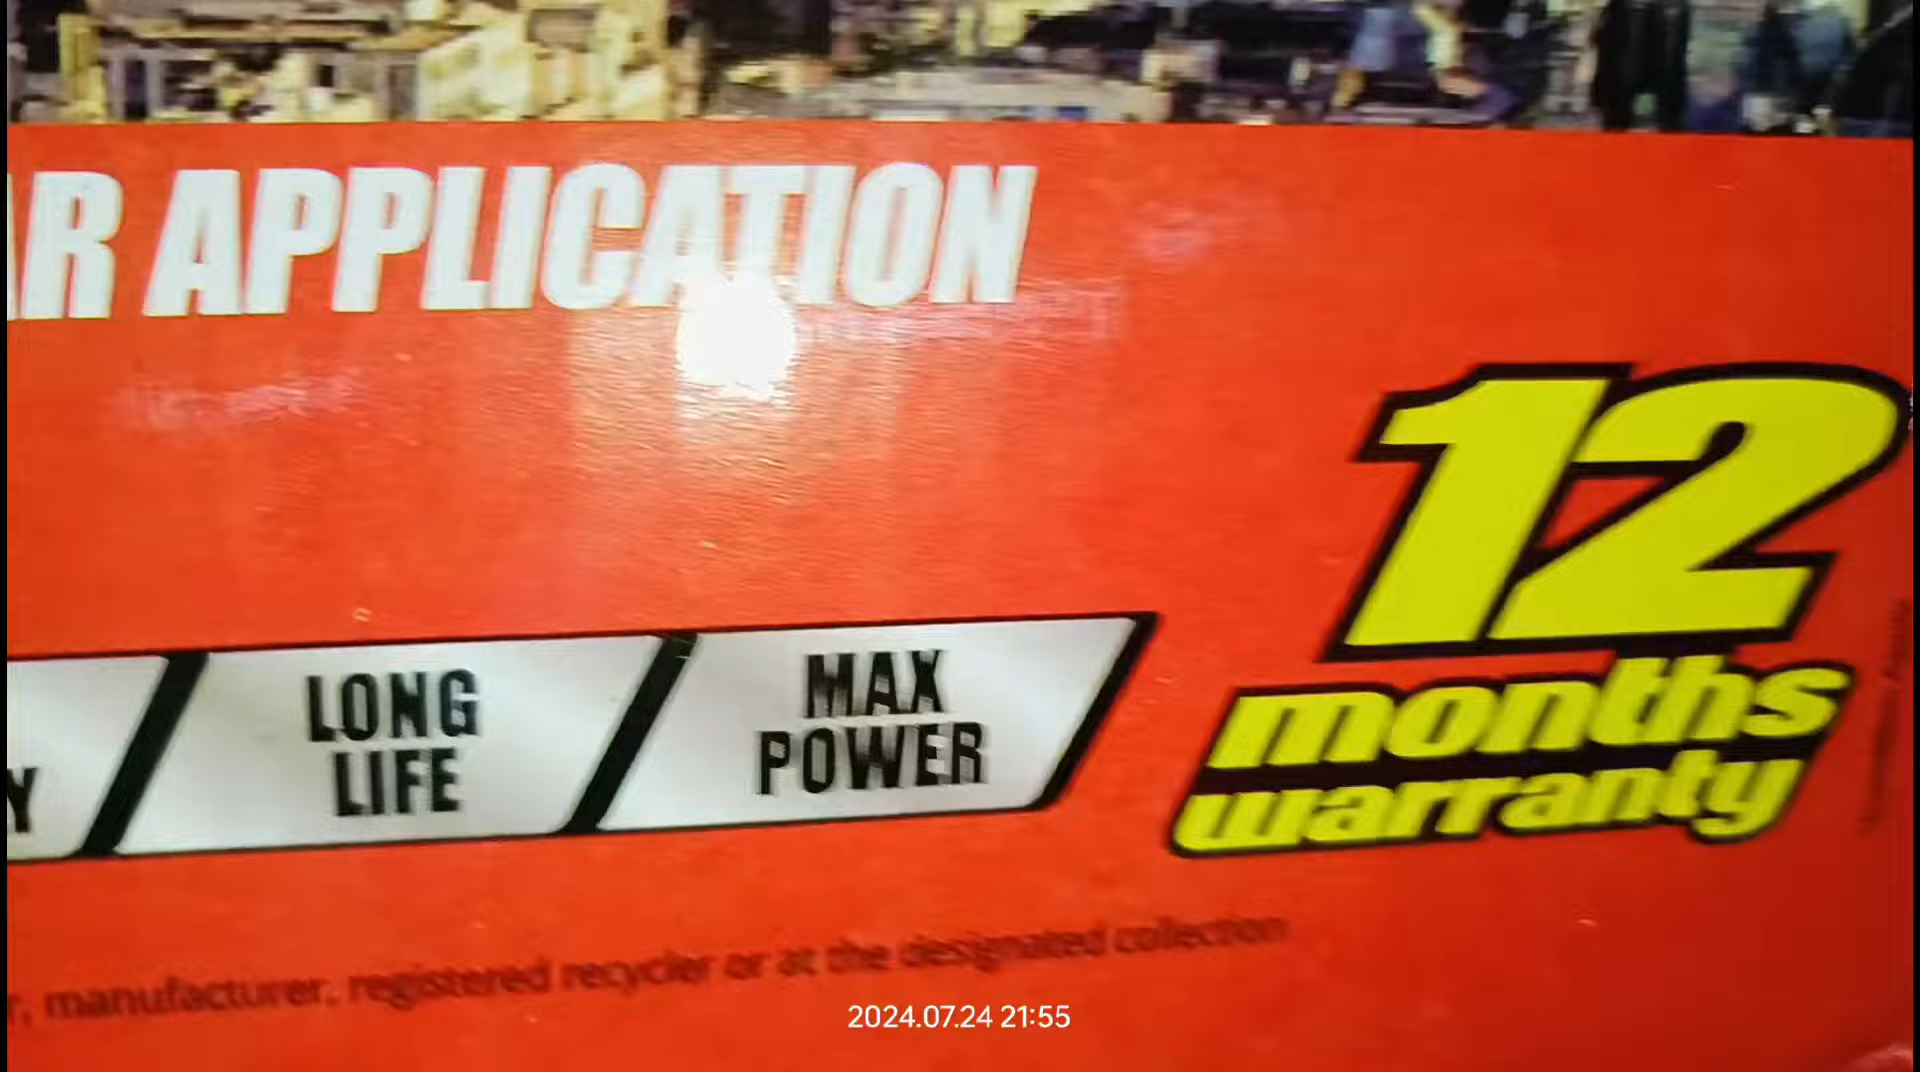 AR APPLICATION
12
months
warranty
LONG
LIFE
MAX
POWER
Y
r, manufacturer, registered recycler or at the designated collection
2024.07.24 21:55